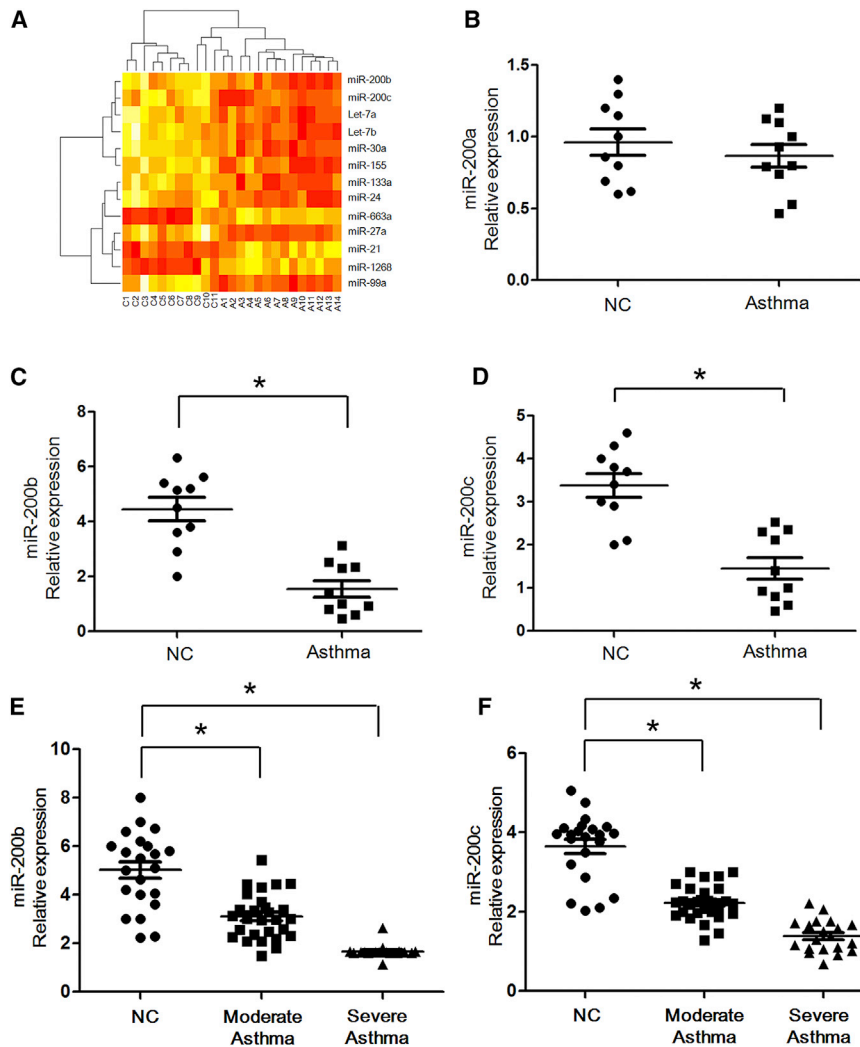 A
miR-200b
miR-200c
Let-7a
Let-7b
miR-30a
miR-155
miR-133a
miR-24
miR-663a
miR-27a
miR-21
miR-1268
miR-99a
C1 C2 C3 C4 C5 C6 C7 C8 C9 C10 C11 A1 A2 A3 A4 A5 A6 A7 A8 A9 A10 A11 A12 A13 A14
B
miR-200a
Relative expression
1.5
1.0
0.5
0.0
NC Asthma
C
miR-200b
Relative expression
8
6
4
2
0
*
NC Asthma
D
miR-200c
Relative expression
5
4
3
2
1
0
*
NC Asthma
E
miR-200b
Relative expression
10
8
6
4
2
0
*
*
NC Moderate Asthma Severe Asthma
F
miR-200c
Relative expression
6
4
2
0
*
*
NC Moderate Asthma Severe Asthma